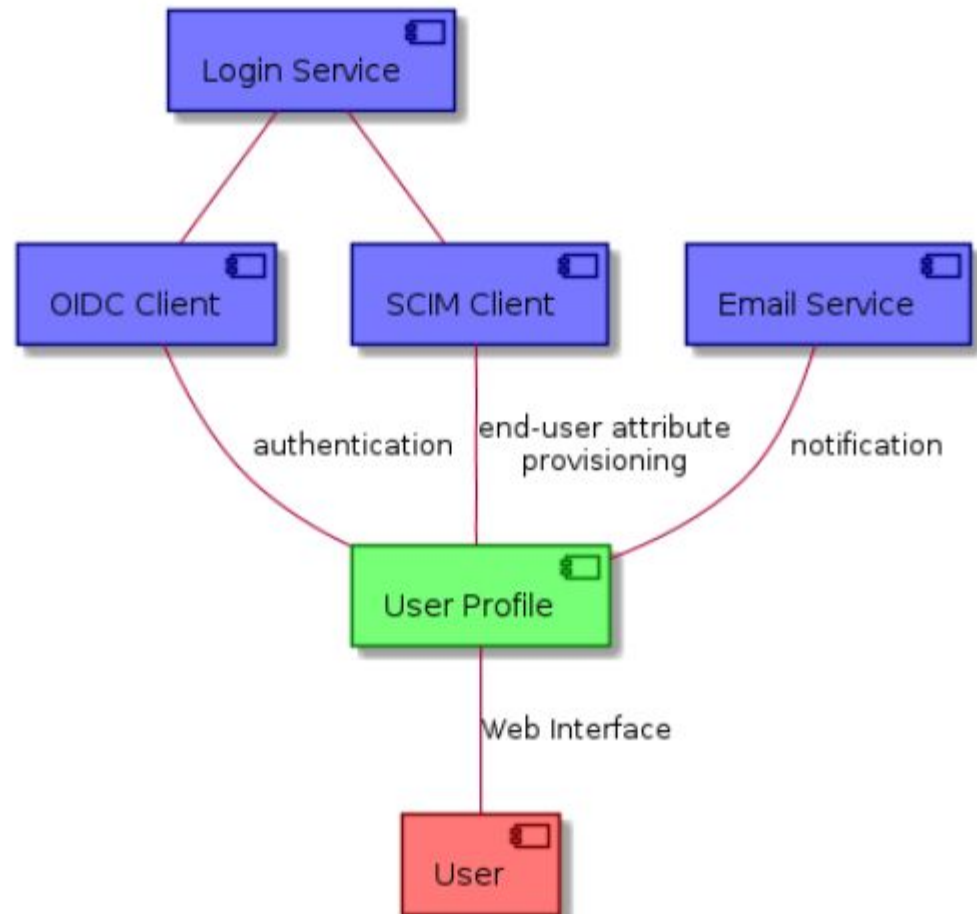 Login Service
OIDC Client
SCIM Client
Email Service
authentication
end-user attribute
provisioning
notification
User Profile
Web Interface
User